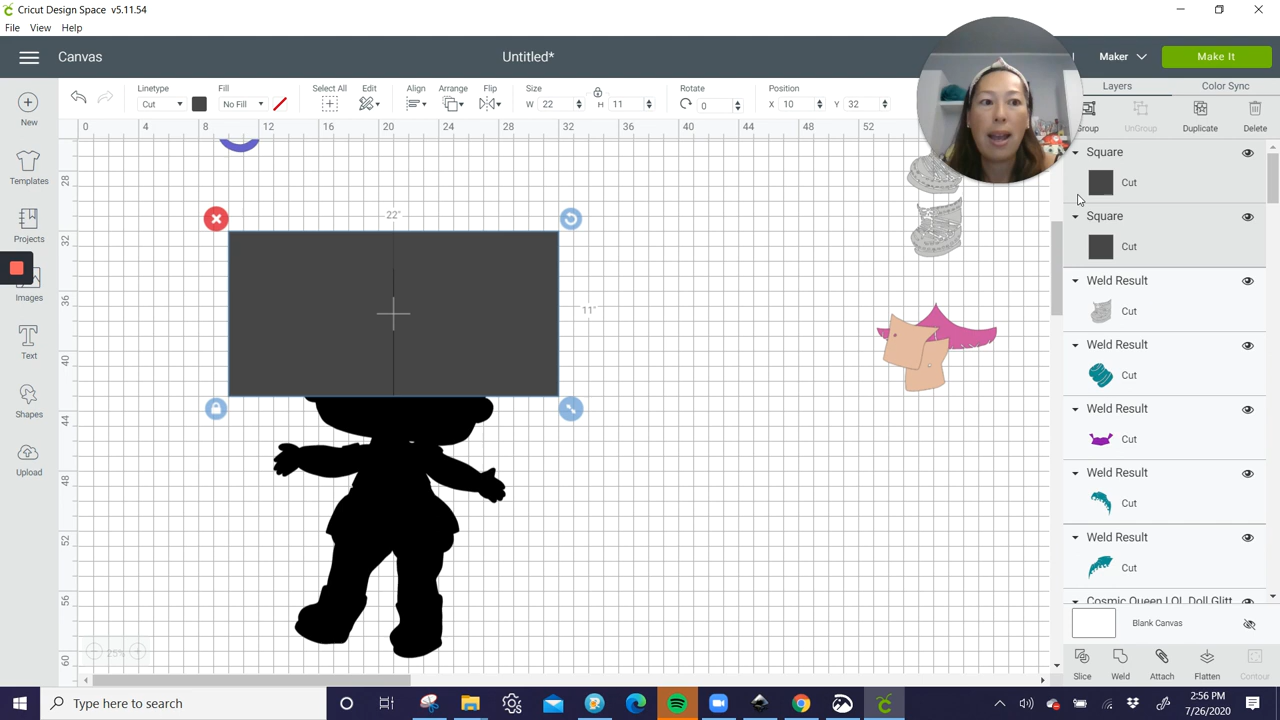 Cricut Design Space v5.11.54
File View Help
Canvas
Untitled*
Maker
Make It
New
Templates
Projects
Images
Text
Shapes
Upload
Linetype
Cut
Fill
No Fill
Select All
Edit
Align
Arrange
Flip
Size
W 22
H 11
Rotate
0
Position
X 10
Y 32
0 4 8 12 16 20 24 28 32 36 40 44 48 52
28
32
36
40
44
48
52
56
60
22"
11"
25%
Layers
Color Sync
UnGroup
Duplicate
Delete
Square
Cut
Square
Cut
Weld Result
Cut
Weld Result
Cut
Weld Result
Cut
Weld Result
Cut
Weld Result
Cut
Cosmic Queen LOL Doll Glitt
Blank Canvas
Slice
Weld
Attach
Flatten
Contour
Type here to search
2:56 PM
7/26/2020